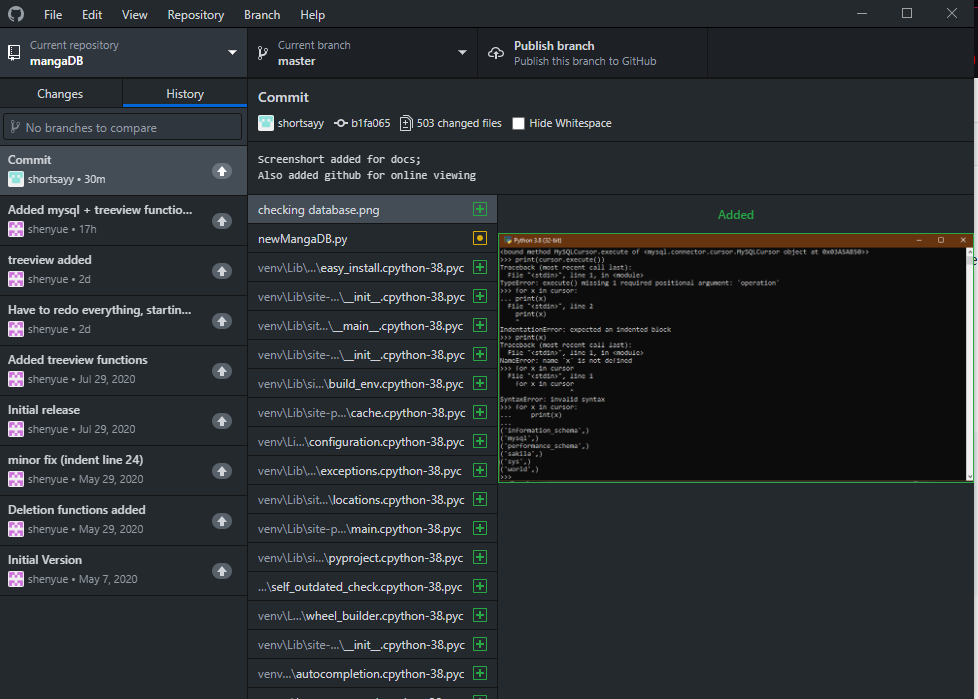 File Edit View Repository Branch Help
Current repository
mangaDB
Current branch
master
Publish branch
Publish this branch to GitHub
Changes
History
No branches to compare
Commit
shortsayy • 30m
Added mysql + treeview functio...
shenyue • 17h
treeview added
shenyue • 2d
Have to redo everything, startin...
shenyue • 2d
Added treeview functions
shenyue • Jul 29, 2020
Initial release
shenyue • Jul 29, 2020
minor fix (indent line 24)
shenyue • May 29, 2020
Deletion functions added
shenyue • May 29, 2020
Initial Version
shenyue • May 7, 2020
Commit
shortsayy b1fa065 503 changed files Hide Whitespace
Screenshort added for docs;
Also added github for online viewing
checking database.png
newMangaDB.py
venv\Lib\...\easy_install.cpython-38.pyc
venv\Lib\site-...\__init__.cpython-38.pyc
venv\Lib\sit...\__main__.cpython-38.pyc
venv\Lib\site-...\__init__.cpython-38.pyc
venv\Lib\si...\build_env.cpython-38.pyc
venv\Lib\site-p...\cache.cpython-38.pyc
venv\Li...\configuration.cpython-38.pyc
venv\Lib\...\exceptions.cpython-38.pyc
venv\Lib\sit...\locations.cpython-38.pyc
venv\Lib\site-p...\main.cpython-38.pyc
venv\Lib\si...\pyproject.cpython-38.pyc
...\self_outdated_check.cpython-38.pyc
venv\L...\wheel_builder.cpython-38.pyc
venv\Lib\site-...\__init__.cpython-38.pyc
venv...\autocompletion.cpython-38.pyc
Added
Python 3.8 (32-bit)
<bound method MySQLCursor.execute of <mysql.connector.cursor.MySQLCursor object at 0x03A5A850>>
>>> print(cursor.execute())
Traceback (most recent call last):
File "<stdin>", line 1, in <module>
TypeError: execute() missing 1 required positional argument: 'operation'
>>> for x in cursor:
... print(x)
File "<stdin>", line 2
print(x)
^
IndentationError: expected an indented block
>>> print(x)
Traceback (most recent call last):
File "<stdin>", line 1, in <module>
NameError: name 'x' is not defined
>>> for x in cursor
File "<stdin>", line 1
for x in cursor
^
SyntaxError: invalid syntax
>>> for x in cursor:
... print(x)
...
('information_schema',)
('mysql',)
('performance_schema',)
('sakila',)
('sys',)
('world',)
>>>